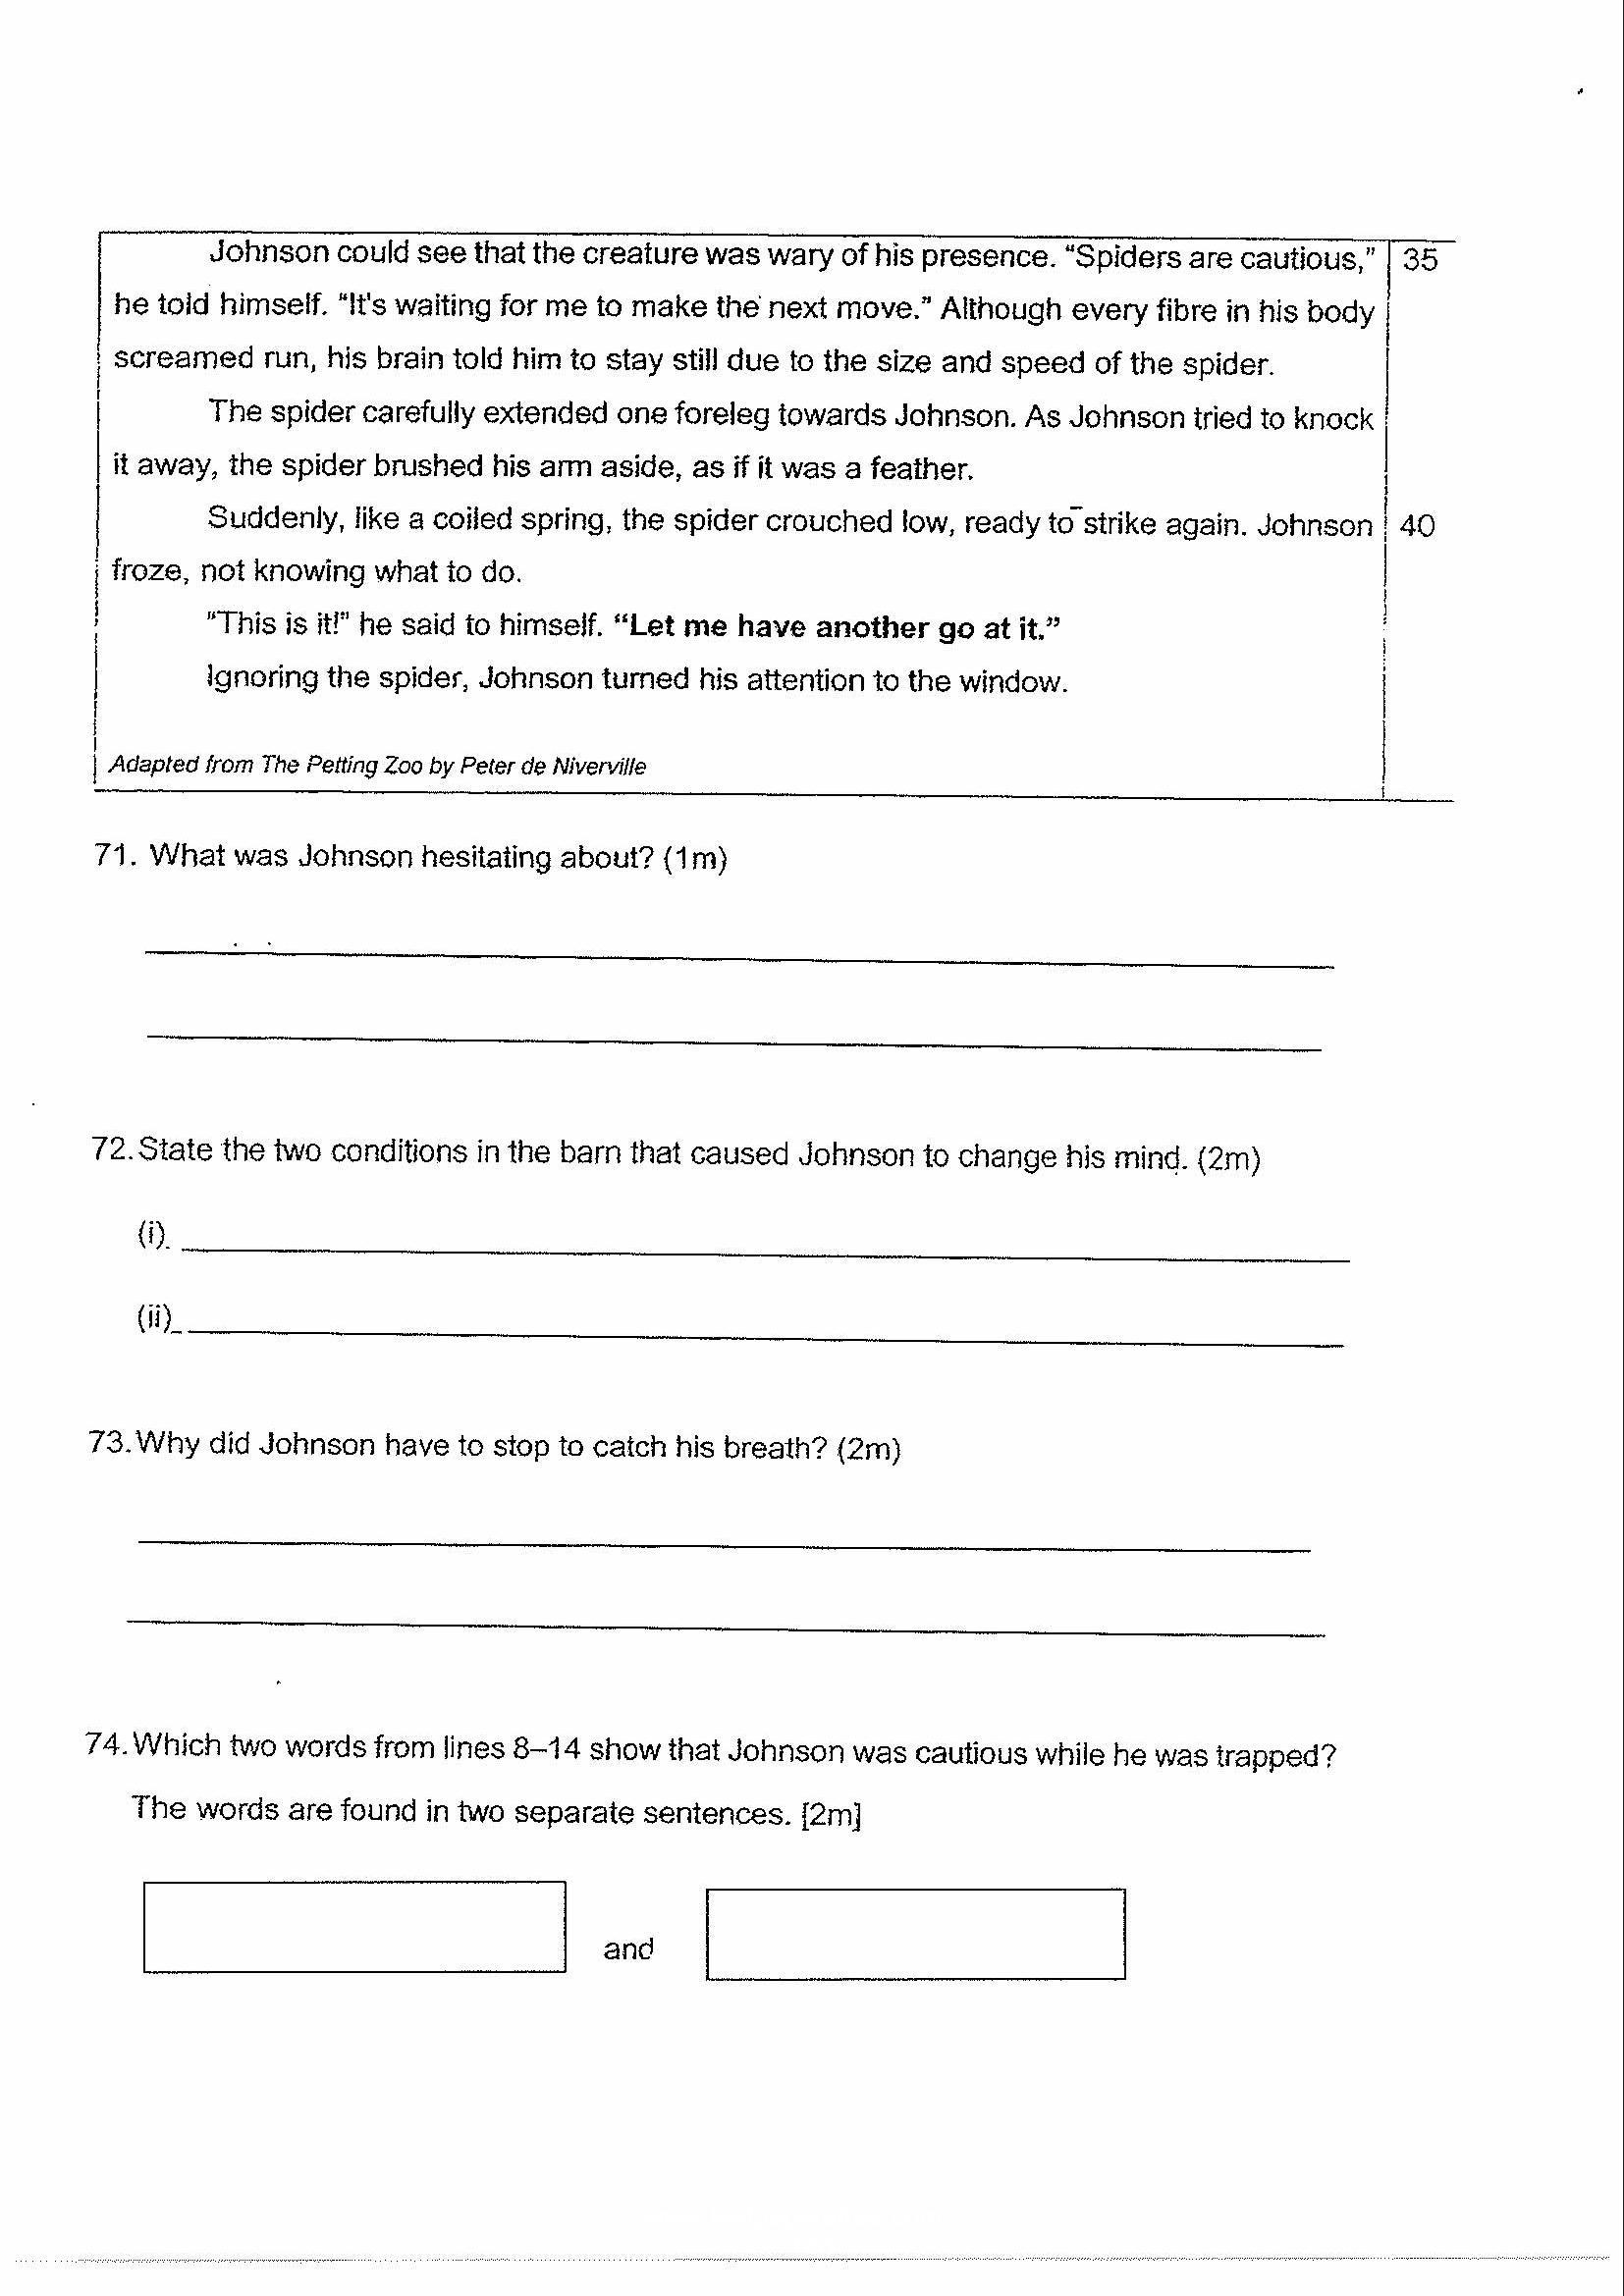 Johnson could see that the creature was wary of his presence. “Spiders are cautious,” 35
he told himself. “It's waiting for me to make the next move.” Although every fibre in his body
screamed run, his brain told him to stay still due to the size and speed of the spider.
The spider carefully extended one foreleg towards Johnson. As Johnson tried to knock
it away, the spider brushed his arm aside, as if it was a feather.
Suddenly, like a coiled spring, the spider crouched low, ready to strike again. Johnson 40
froze, not knowing what to do.
“This is it!” he said to himself. “Let me have another go at it.”
Ignoring the spider, Johnson turned his attention to the window.
Adapted from The Petting Zoo by Peter de Niverville
71. What was Johnson hesitating about? (1m)
72. State the two conditions in the barn that caused Johnson to change his mind. (2m)
(i)
(ii)
73. Why did Johnson have to stop to catch his breath? (2m)
74. Which two words from lines 8–14 show that Johnson was cautious while he was trapped?
The words are found in two separate sentences. [2m]
and